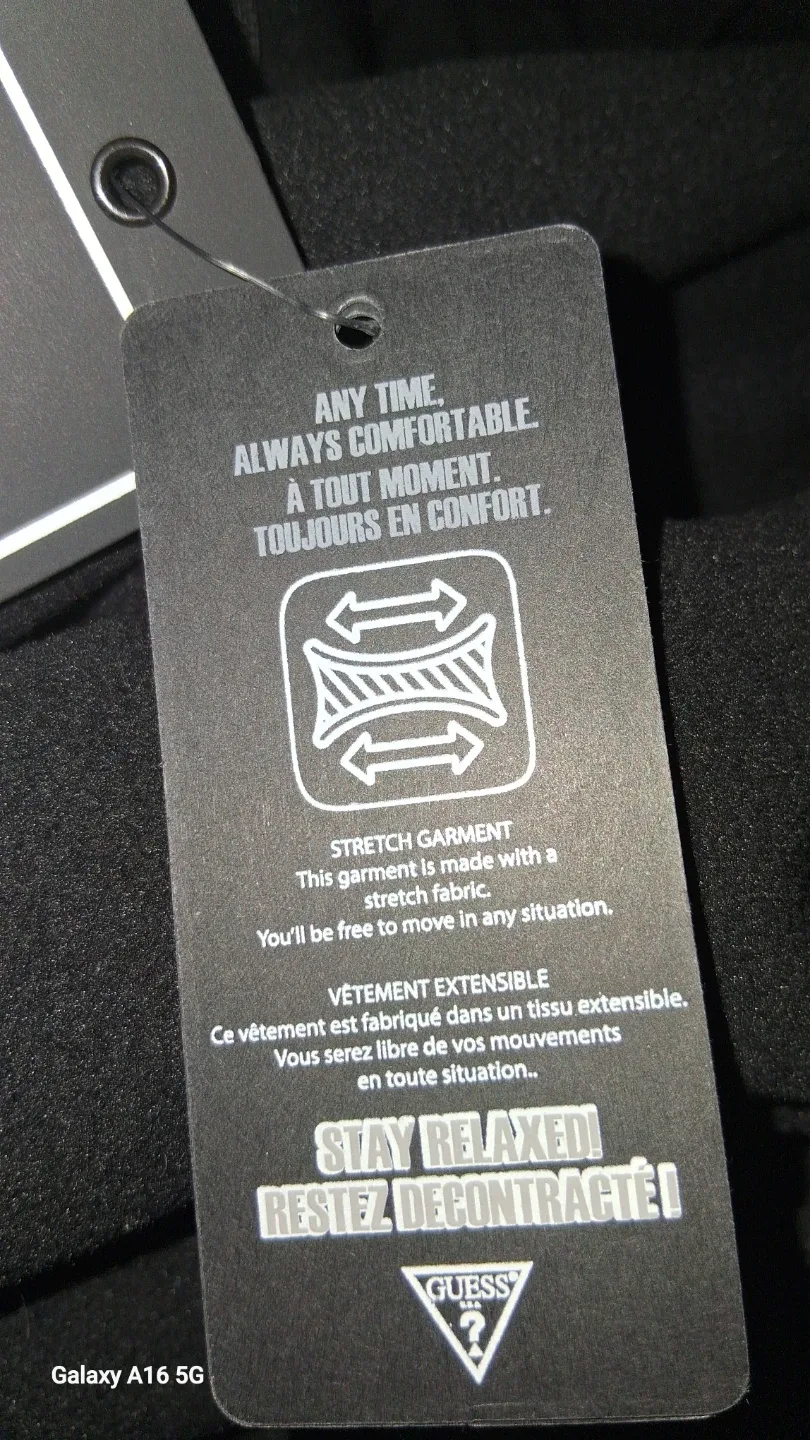 ANY TIME,
ALWAYS COMFORTABLE.
À TOUT MOMENT.
TOUJOURS EN CONFORT.
STRETCH GARMENT
This garment is made with a
stretch fabric.
You'll be free to move in any situation.
VÊTEMENT EXTENSIBLE
Ce vêtement est fabriqué dans un tissu extensible.
Vous serez libre de vos mouvements
en toute situation..
STAY RELAXED!
RESTEZ DECONTRACTÉ!
GUESS®
U.S.A.
?
Galaxy A16 5G